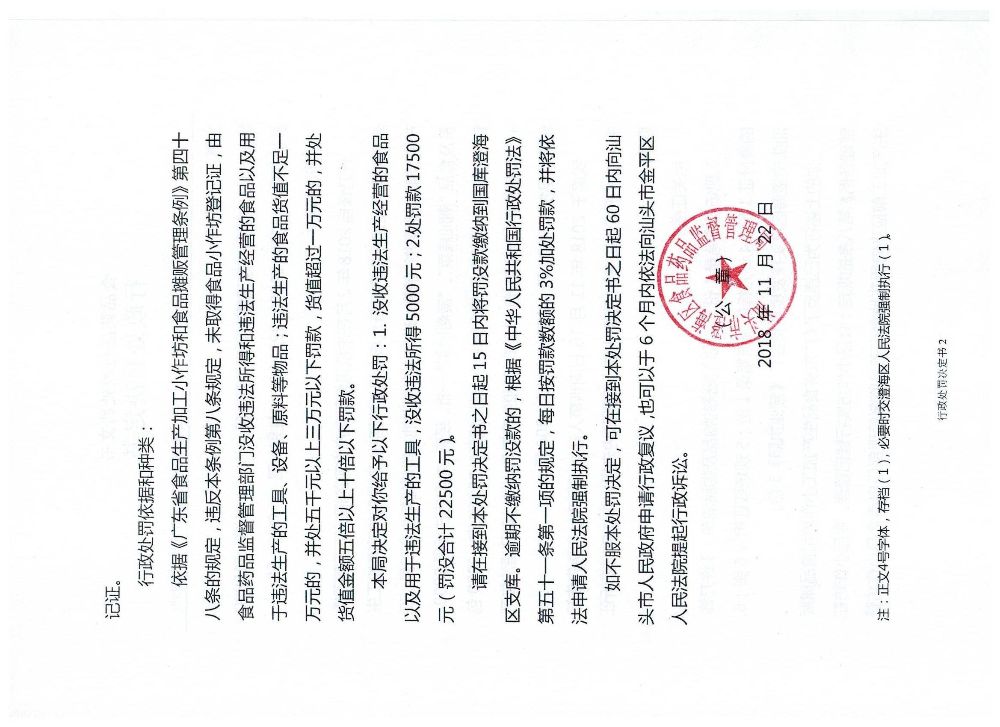 记证。
行政处罚依据和种类：
依据《广东省食品生产加工小作坊和食品摊贩管理条例》第四十
八条的规定，违反本条例第八条规定，未取得食品小作坊登记证，由
食品药品监督管理部门没收违法所得和违法生产经营的食品以及用
于违法生产的工具、设备、原料等物品；违法生产的食品货值不足一
万元的，并处五千元以上三万元以下罚款，货值超过一万元的，并处
货值金额五倍以上十倍以下罚款。
本局决定对你给予以下行政处罚：1.没收违法生产经营的食品
以及用于违法生产的工具，没收违法所得5000元；2.处罚款17500
元（罚没合计22500元）。
请在接到本处罚决定书之日起15日内将罚没款缴纳到国库澄海
区支库。逾期不缴纳罚没款的，根据《中华人民共和国行政处罚法》
第五十一条第一项的规定，每日按罚款数额的3%加处罚款，并将依
法申请人民法院强制执行。
如不服本处罚决定，可在接到本处罚决定书之日起60日内向汕
头市人民政府申请行政复议，也可以于6个月内依法向汕头市金平区
人民法院提起行政诉讼。
汕头市澄海区食品药品监督管理局
（公 章）
2018年11月22日
注：正文4号字体，存档（1），必要时交澄海区人民法院强制执行（1）。
行政处罚决定书2